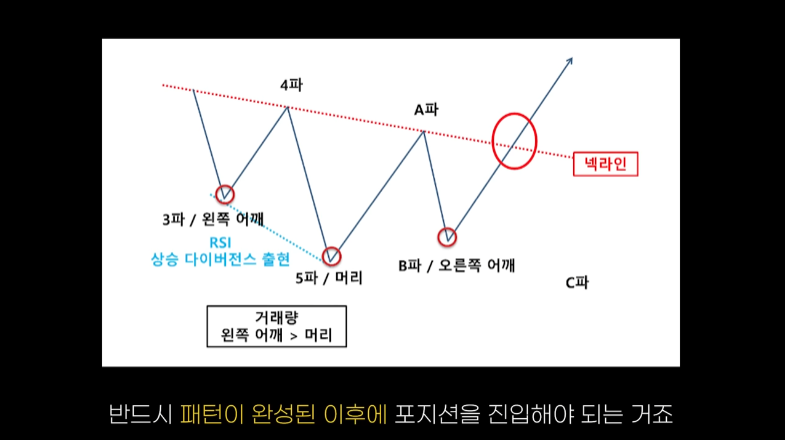 4파
A파
넥라인
3파 / 왼쪽 어깨
RSI
상승 다이버전스 출현
5파 / 머리
B파 / 오른쪽 어깨
C파
거래량
왼쪽 어깨 > 머리
반드시 패턴이 완성된 이후에 포지션을 진입해야 되는 거죠